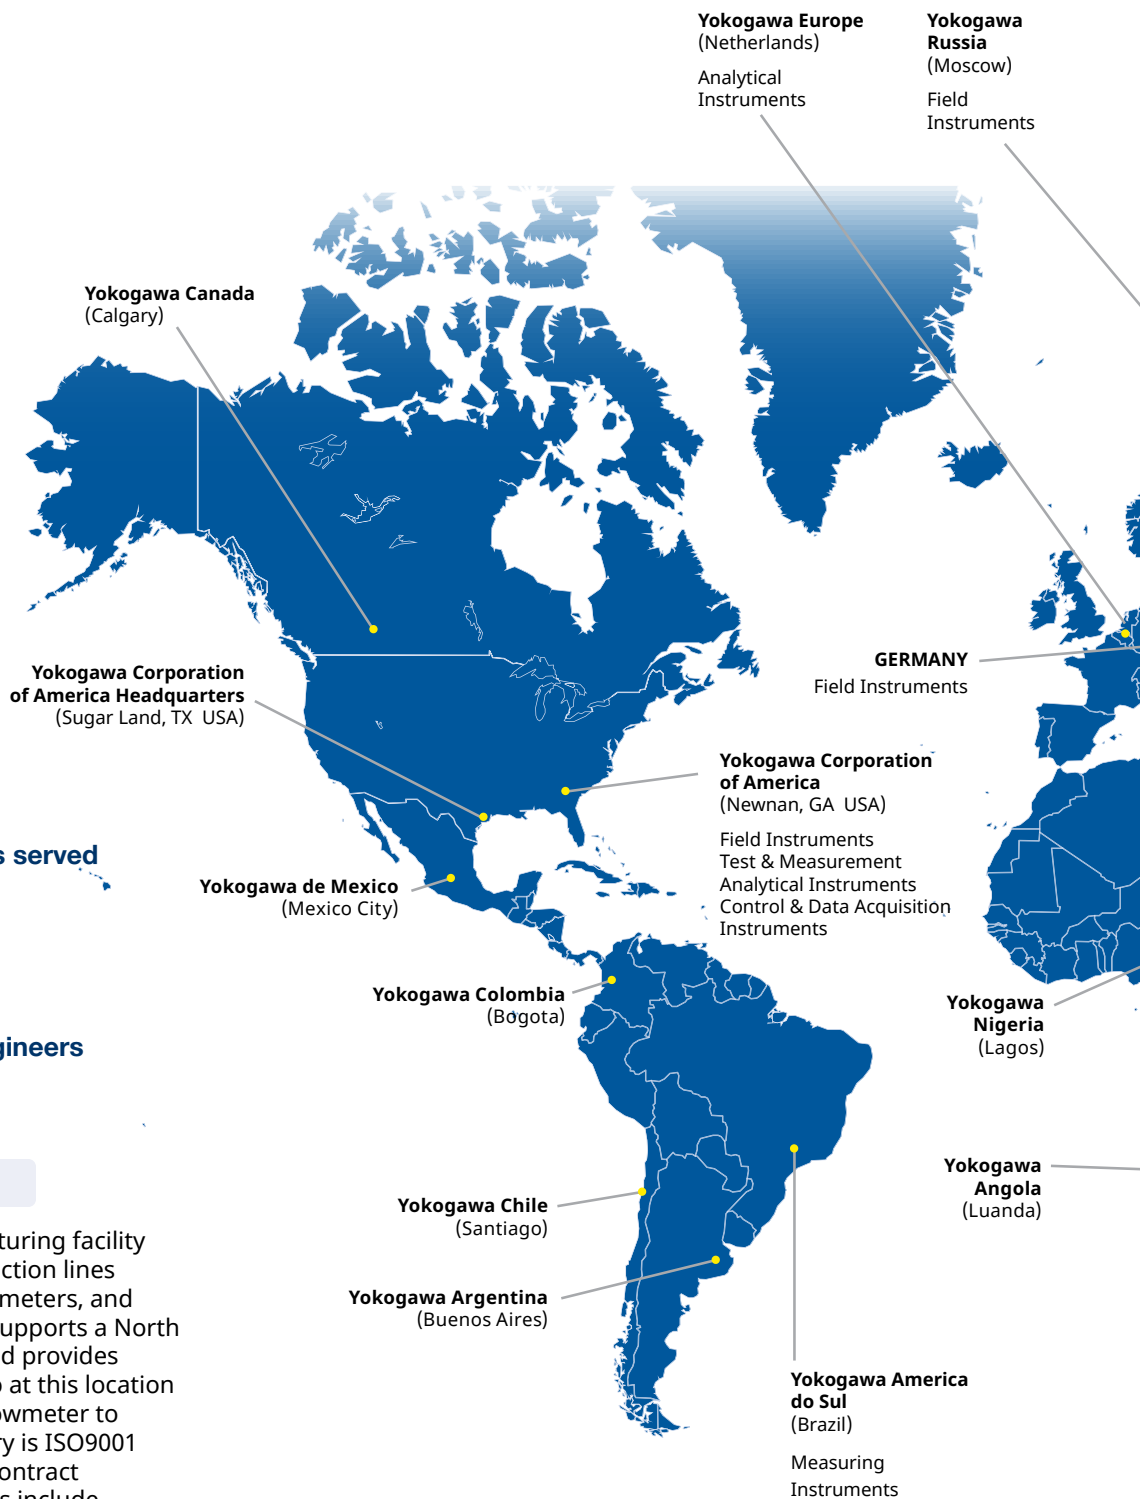 Yokogawa Europe
(Netherlands)
Analytical
Instruments
Yokogawa
Russia
(Moscow)
Field
Instruments
Yokogawa Canada
(Calgary)
Yokogawa Corporation
of America Headquarters
(Sugar Land, TX USA)
GERMANY
Field Instruments
Yokogawa Corporation
of America
(Newnan, GA USA)
Field Instruments
Test & Measurement
Analytical Instruments
Control & Data Acquisition
Instruments
served
Yokogawa de Mexico
(Mexico City)
Yokogawa Colombia
(Bogota)
Yokogawa
Nigeria
(Lagos)
gineers
Yokogawa
Angola
(Luanda)
Yokogawa Chile
(Santiago)
Yokogawa Argentina
(Buenos Aires)
Yokogawa America
do Sul
(Brazil)
Measuring
Instruments
turing facility
ction lines
meters, and
upports a North
d provides
at this location
owmeter to
ry is ISO9001
ontract
s include